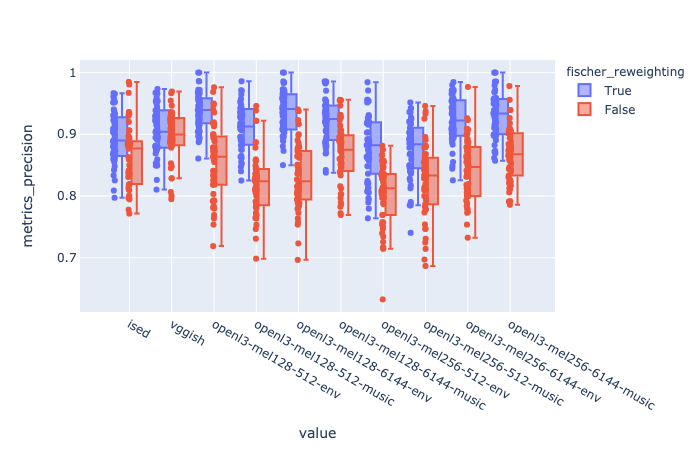 fischer_reweighting
True
False
metrics_precision
1
0.9
0.8
0.7
ised
vggish
openl3-mel128-512-env
openl3-mel128-512-music
openl3-mel128-6144-env
openl3-mel128-6144-music
openl3-mel256-512-env
openl3-mel256-512-music
openl3-mel256-6144-env
openl3-mel256-6144-music
value